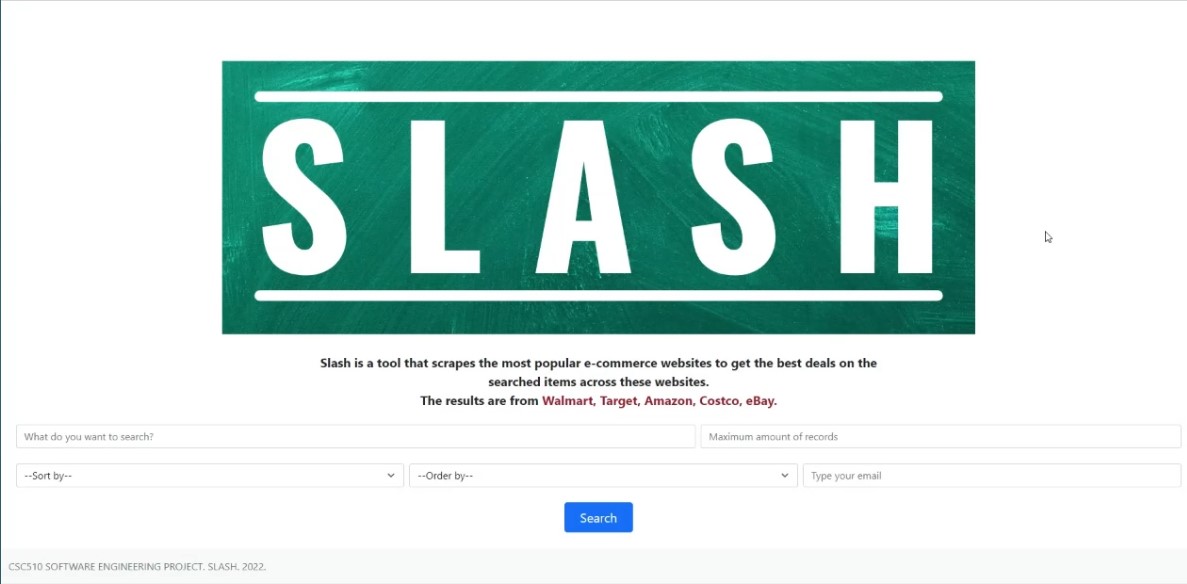 SLASH
Slash is a tool that scrapes the most popular e-commerce websites to get the best deals on the
searched items across these websites.
The results are from Walmart, Target, Amazon, Costco, eBay.
What do you want to search?
Maximum amount of records
--Sort by--
--Order by--
Type your email
Search
CSC510 SOFTWARE ENGINEERING PROJECT. SLASH. 2022.